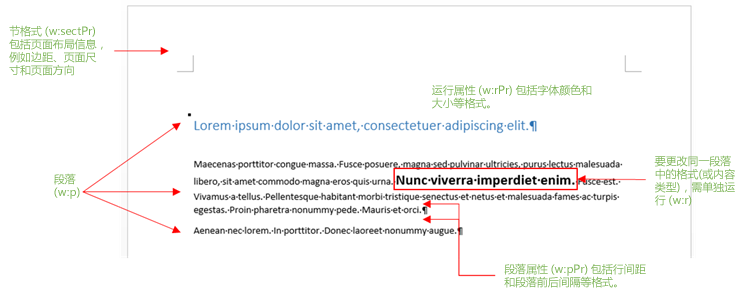 节格式 (w:sectPr)
包括页面布局信息，
例如边距、页面尺
寸和页面方向
运行属性 (w:rPr) 包括字体颜色和
大小等格式。
Lorem·ipsum·dolor·sit·amet,·consectetuer·adipiscing·elit.¶
段落
(w:p)
Maecenas·porttitor·congue·massa.·Fusce·posuere,·magna·sed·pulvinar·ultricies,·purus·lectus·malesuada·
libero,·sit·amet·commodo·magna·eros·quis·urna.·Nunc·viverra·imperdiet·enim.·Fusce·est.·
Vivamus·a·tellus.·Pellentesque·habitant·morbi·tristique·senectus·et·netus·et·malesuada·fames·ac·turpis·
egestas.·Proin·pharetra·nonummy·pede.·Mauris·et·orci.¶
Aenean·nec·lorem.·In·porttitor.·Donec·laoreet·nonummy·augue.¶
要更改同一段落
中的格式(或内容
类型)，需单独运
行 (w:r)
段落属性 (w:pPr) 包括行间距
和段落前后间隔等格式。